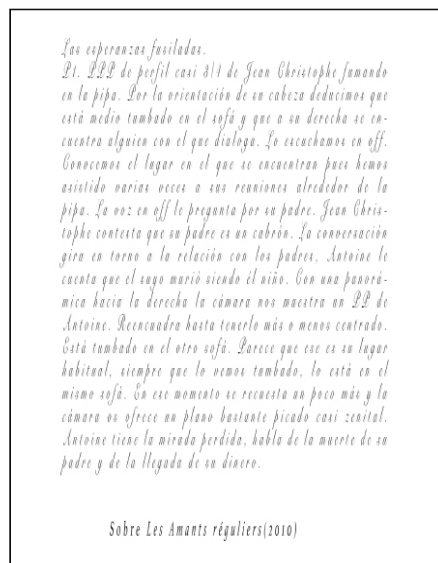 Las esperanzas fusiladas.
P1. PPP de perfil casi 3/4 de Jean Christophe fumando
en la pipa. Por la orientación de su cabeza deducimos que
está medio tumbado en el sofá y que a su derecha se en-
cuentra alguien con el que dialoga. Lo escuchamos en off.
Conocemos el lugar en el que se encuentran pues hemos
asistido varias veces a sus reuniones alrededor de la
pipa. La voz en off le pregunta por su padre. Jean Chris-
tophe contesta que su padre es un cabrón. La conversación
gira en torno a la relación con los padres, Antoine le
cuenta que el suyo murió siendo él niño. Con una panorá-
mica hacia la derecha la cámara nos muestra un PP de
Antoine. Reencuadra hasta tenerlo más o menos centrado.
Está tumbado en el otro sofá. Parece que ese es su lugar
habitual, siempre que lo vemos tumbado, lo está en el
mismo sofá. En ese momento se recuesta un poco más y la
cámara os ofrece un plano bastante picado casi zenital.
Antoine tiene la mirada perdida, habla de la muerte de su
padre y de la llegada de su dinero.
Sobre Les Amants réguliers(2010)